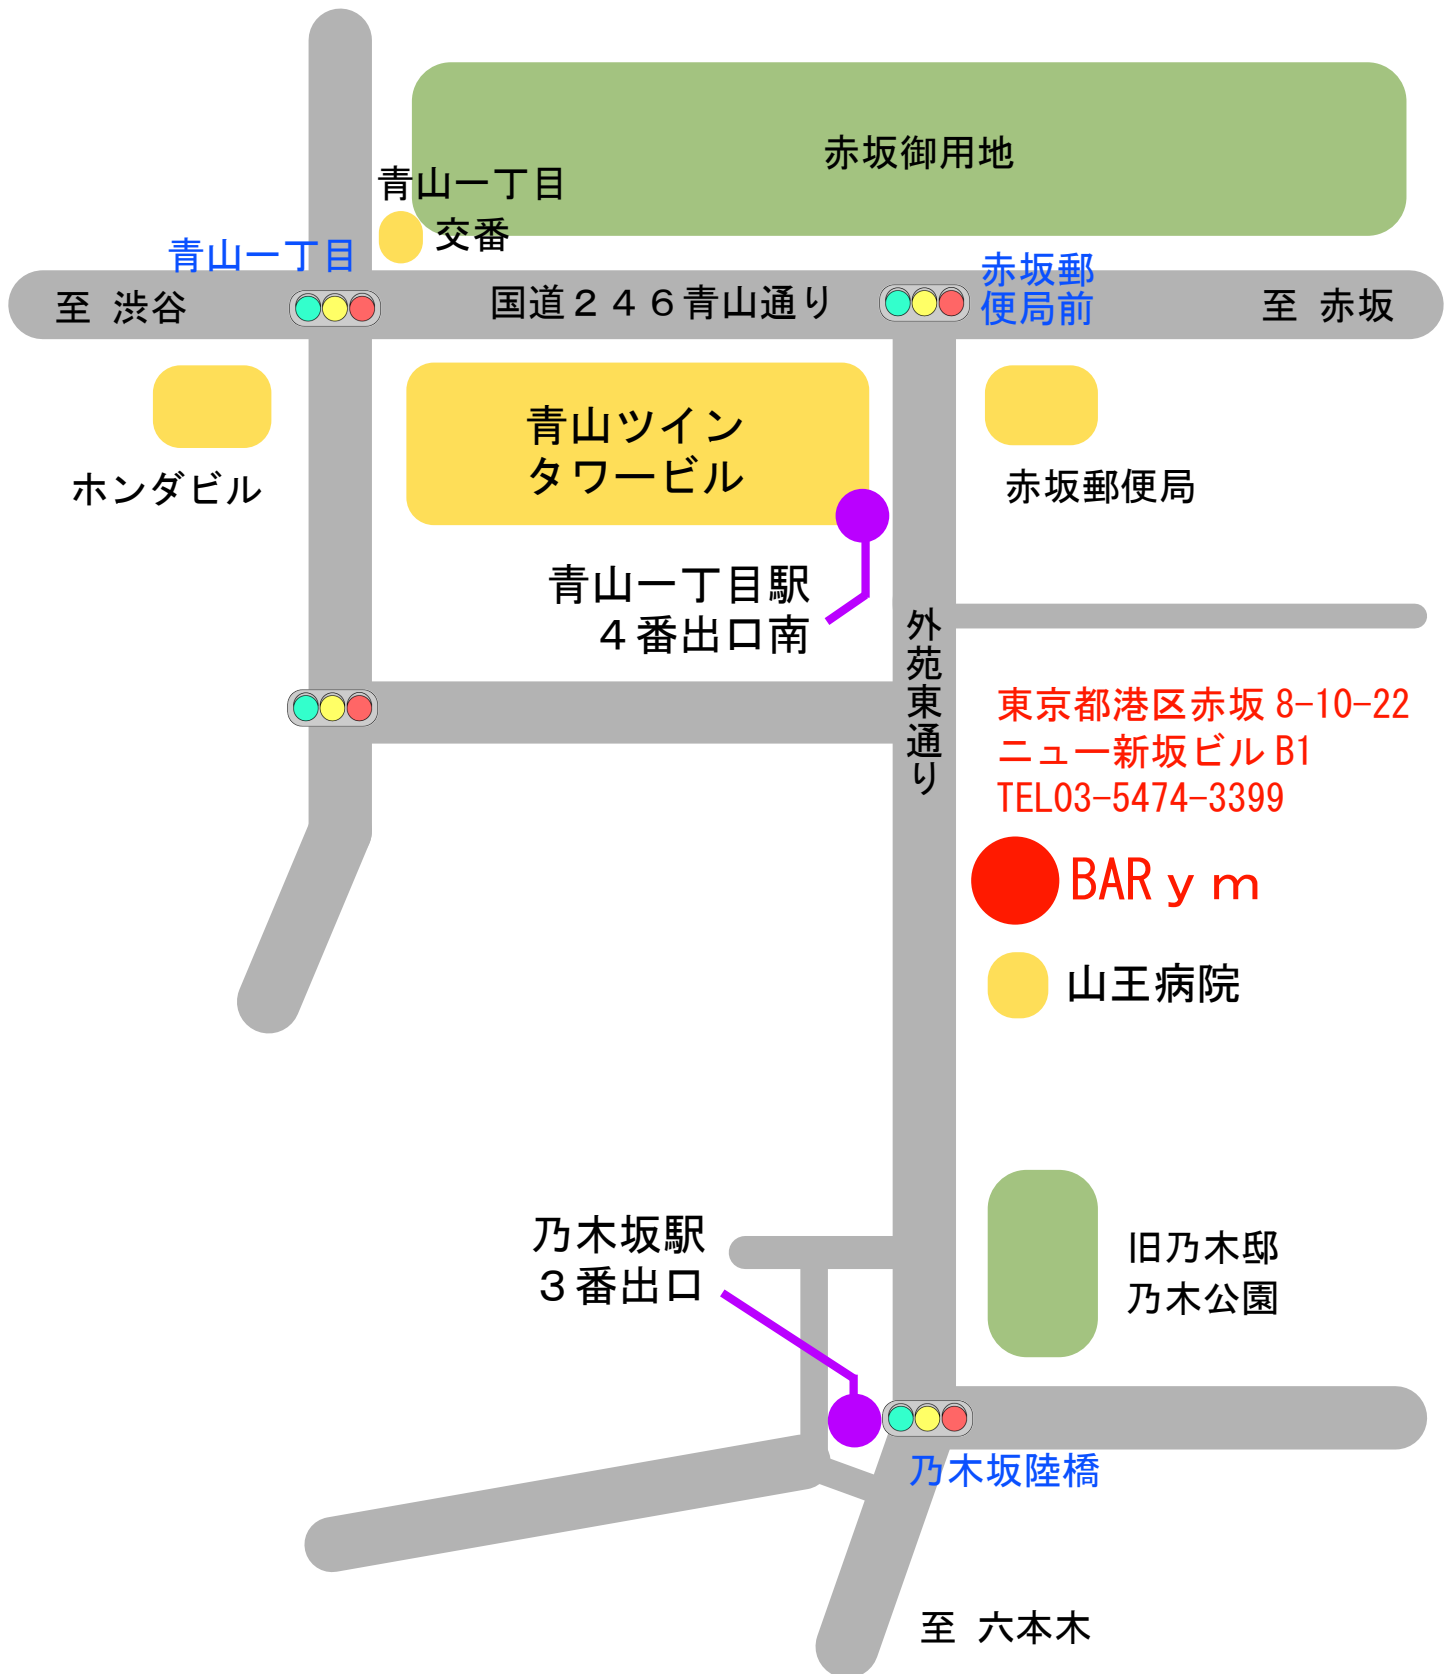 赤坂御用地
青山一丁目
交番
青山一丁目
赤坂郵
便局前
至 渋谷
国道２４６青山通り
至 赤坂
青山ツイン
タワービル
ホンダビル
赤坂郵便局
青山一丁目駅
４番出口南
外苑東通り
東京都港区赤坂 8-10-22
ニュー新坂ビル B1
TEL03-5474-3399
BARｙｍ
山王病院
乃木坂駅
３番出口
旧乃木邸
乃木公園
乃木坂陸橋
至 六本木